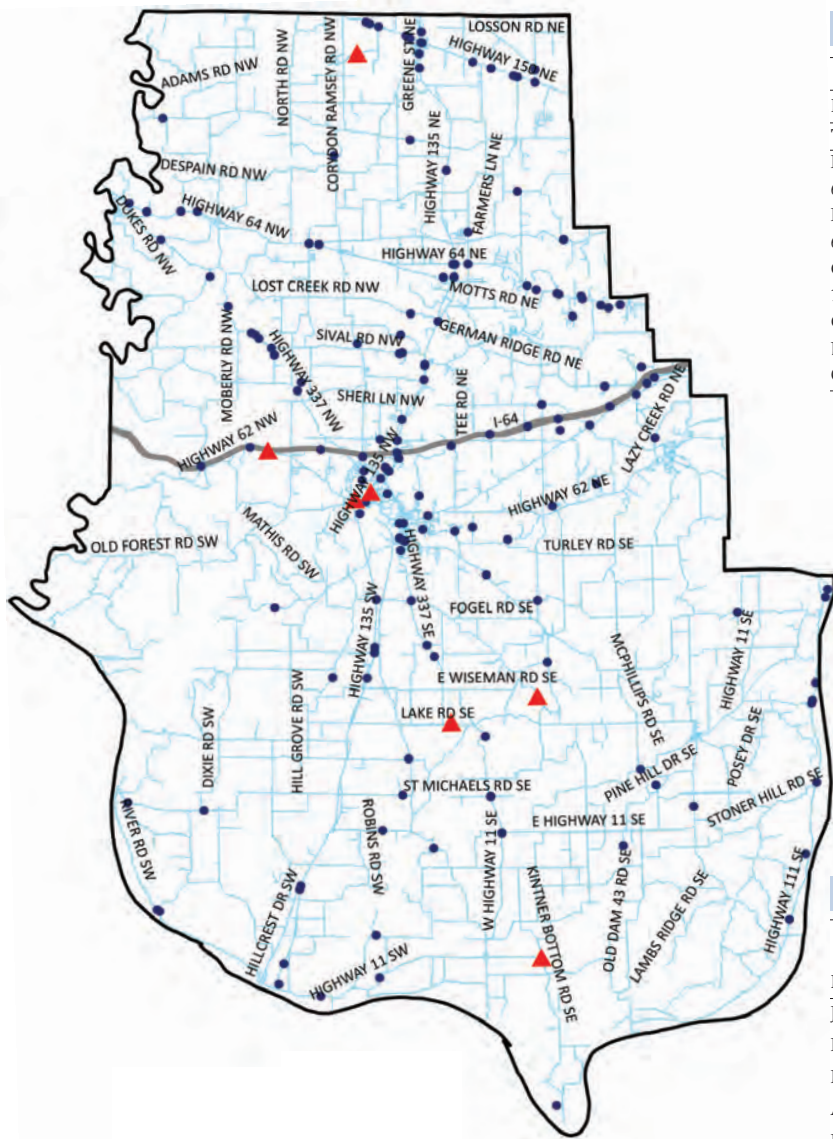 LOSSON RD NE
HIGHWAY 150 NE
GREENE ST NE
CORYDON RAMSEY RD NW
NORTH RD NW
ADAMS RD NW
HIGHWAY 135 NE
FARMERS LN NE
DESPAIN RD NW
DUKES RD NW
HIGHWAY 64 NW
HIGHWAY 64 NE
LOST CREEK RD NW
MOTTS RD NE
GERMAN RIDGE RD NE
SIVAL RD NW
MOBERLY RD NW
HIGHWAY 337 NW
SHERI LN NW
TEE RD NE
I-64
LAZY CREEK RD NE
HIGHWAY 62 NW
HIGHWAY 135 NW
HIGHWAY 62 NE
MATHIS RD SW
OLD FOREST RD SW
TURLEY RD SE
HIGHWAY 337 SE
FOGEL RD SE
HIGHWAY 135 SW
HIGHWAY 11 SE
MCPHILLIPS RD SE
E WISEMAN RD SE
HILL GROVE RD SW
LAKE RD SE
DIXIE RD SW
POSEY DR SE
PINE HILL DR SE
ST MICHAELS RD SE
STONER HILL RD SE
RIVER RD SW
ROBINS RD SW
W HIGHWAY 11 SE
E HIGHWAY 11 SE
KINTNER BOTTOM RD SE
OLD DAM 43 RD SE
LAMBS RIDGE RD SE
HIGHWAY 111 SE
HILLCREST DR SW
HIGHWAY 11 SW